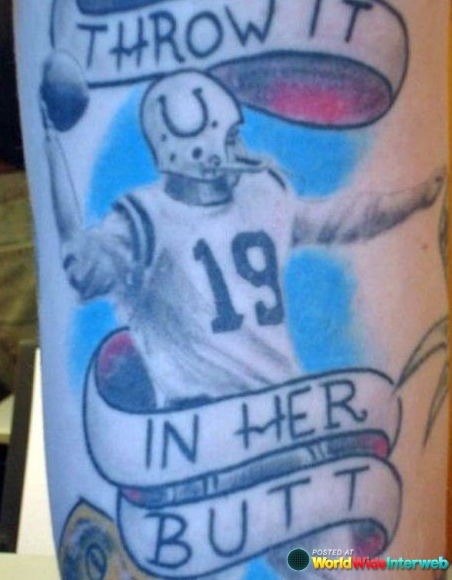 THROW IT
19
IN HER
BUTT
POSTED AT
WorldWideInterweb